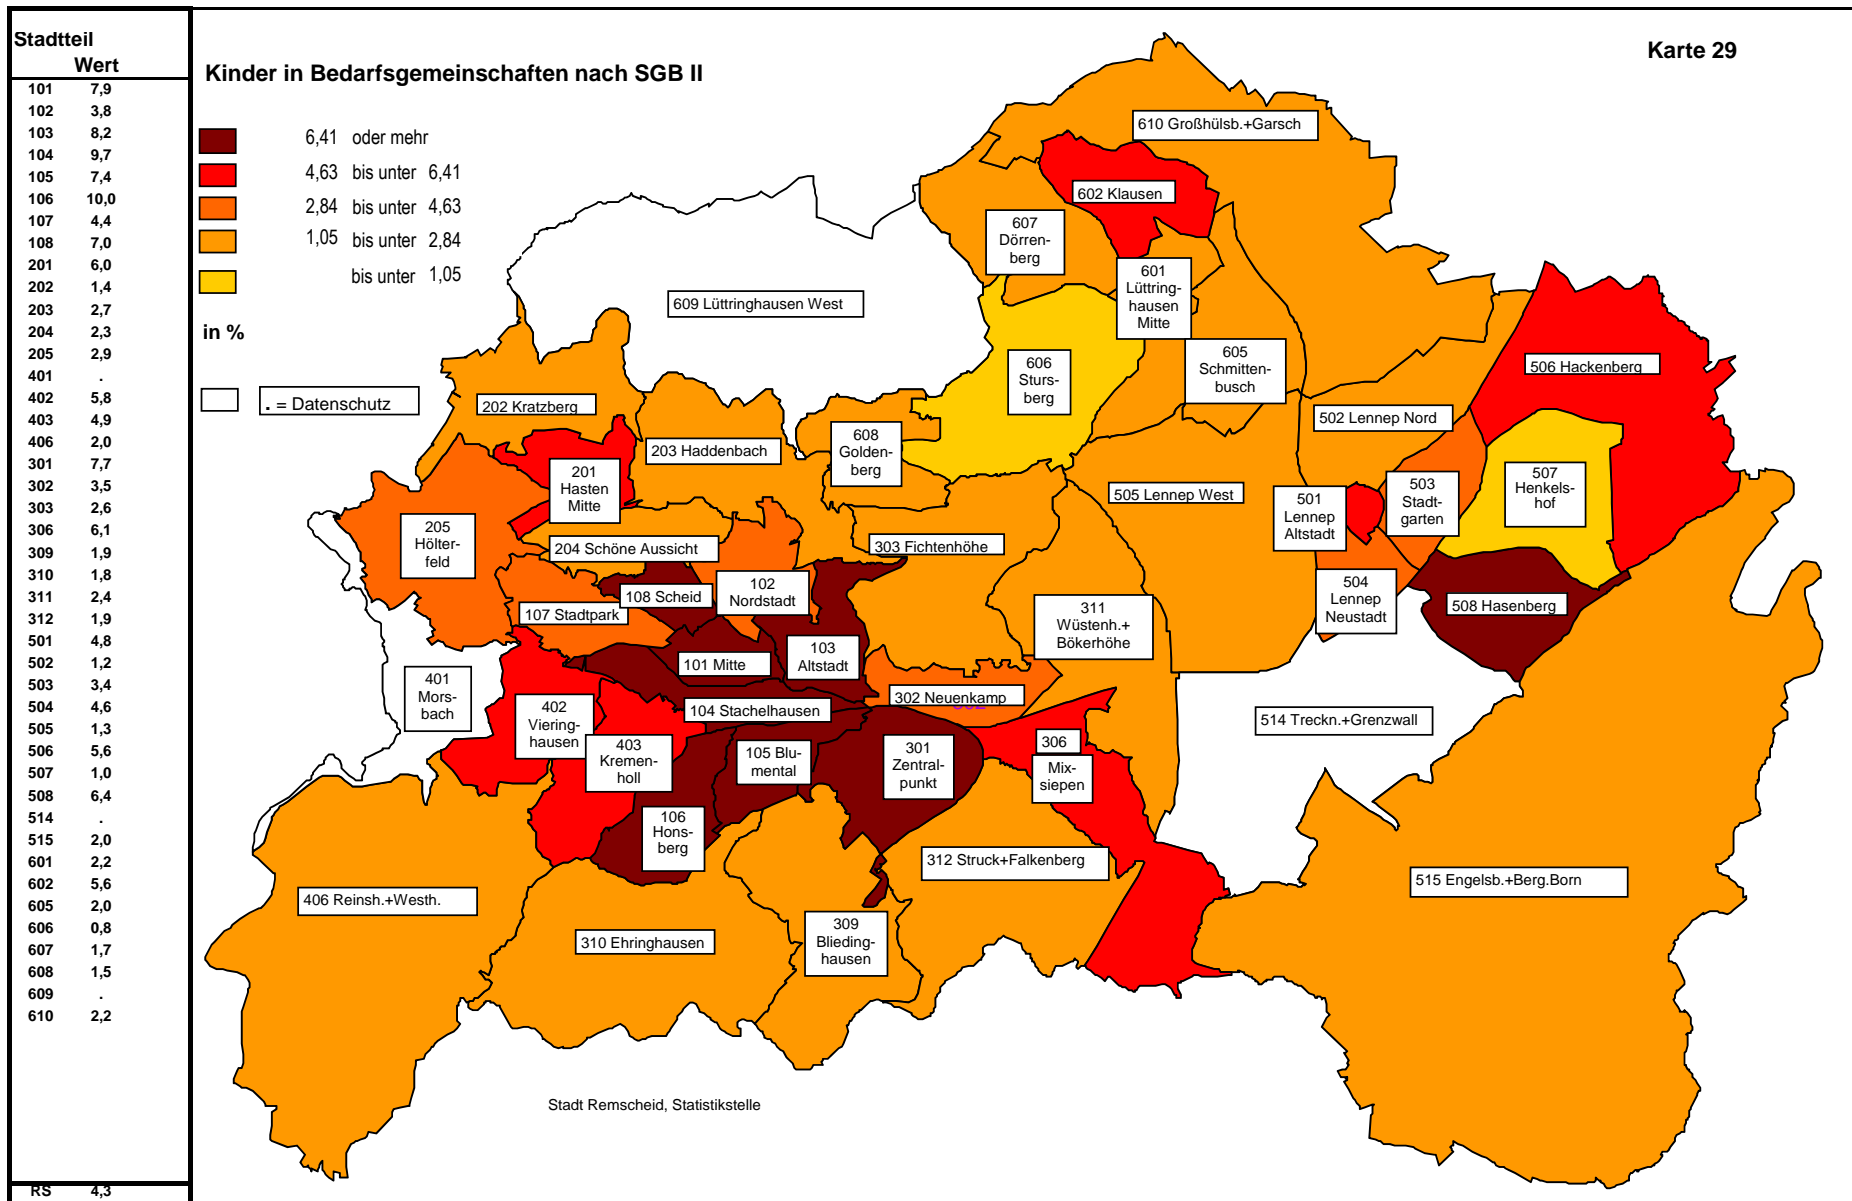 Stadtteil
Wert
101 7,9
102 3,8
103 8,2
104 9,7
105 7,4
106 10,0
107 4,4
108 7,0
201 6,0
202 1,4
203 2,7
204 2,3
205 2,9
401 .
402 5,8
403 4,9
406 2,0
301 7,7
302 3,5
303 2,6
306 6,1
309 1,9
310 1,8
311 2,4
312 1,9
501 4,8
502 1,2
503 3,4
504 4,6
505 1,3
506 5,6
507 1,0
508 6,4
514 .
515 2,0
601 2,2
602 5,6
605 2,0
606 0,8
607 1,7
608 1,5
609 .
610 2,2
RS 4,3
Kinder in Bedarfsgemeinschaften nach SGB II
Karte 29
6,41 oder mehr
4,63 bis unter 6,41
2,84 bis unter 4,63
1,05 bis unter 2,84
bis unter 1,05
in %
. = Datenschutz
610 Großhülsb.+Garsch
602 Klausen
607
Dörren-
berg
601
Lüttring-
hausen
Mitte
609 Lüttringhausen West
606
Sturs-
berg
605
Schmitten-
busch
506 Hackenberg
202 Kratzberg
502 Lennep Nord
203 Haddenbach
608
Golden-
berg
201
Hasten
Mitte
505 Lennep West
501
Lennep
Altstadt
503
Stadt-
garten
507
Henkels-
hof
205
Hölter-
feld
204 Schöne Aussicht
303 Fichtenhöhe
102
Nordstadt
108 Scheid
107 Stadtpark
504
Lennep
Neustadt
508 Hasenberg
311
Wüstenh.+
Bökerhöhe
103
Altstadt
101 Mitte
401
Mors-
bach
302 Neuenkamp
302
104 Stachelhausen
402
Viering-
hausen
514 Treckn.+Grenzwall
403
Kremen-
holl
105 Blu-
mental
301
Zentral-
punkt
306
Mix-
siepen
106
Hons-
berg
312 Struck+Falkenberg
515 Engelsb.+Berg.Born
406 Reinsh.+Westh.
310 Ehringhausen
309
Blieding-
hausen
Stadt Remscheid, Statistikstelle